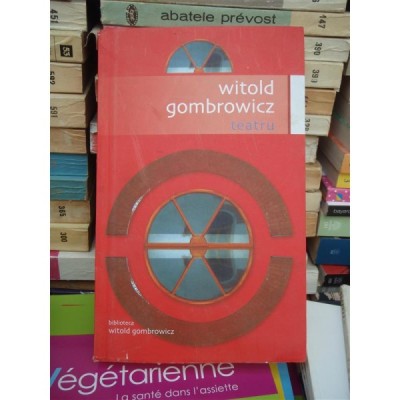 abatele prévost
witold
gombrowicz
teatru
biblioteca
witold gombrowicz
végétarienne
La santé dans l'assiette